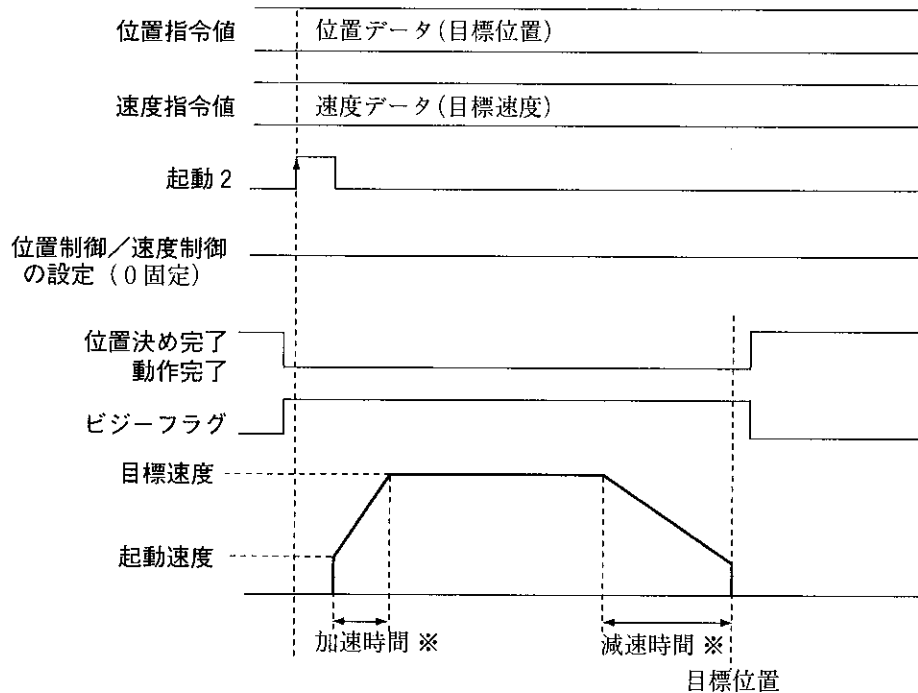 位置指令値 位置データ(目標位置)
速度指令値 速度データ(目標速度)
起動 2
位置制御／速度制御
の設定（0 固定）
位置決め完了
動作完了
ビジーフラグ
目標速度
起動速度
加速時間 ※ 減速時間 ※
目標位置